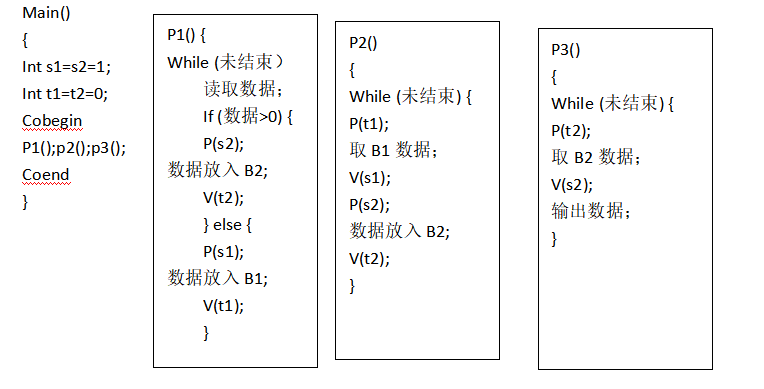 Main()
{
Int s1=s2=1;
Int t1=t2=0;
Cobegin
P1();p2();p3();
Coend
}
P1() {
While (未结束）
读取数据；
If (数据>0) {
P(s2);
数据放入 B2;
V(t2);
} else {
P(s1);
数据放入 B1;
V(t1);
}
P2()
{
While (未结束) {
P(t1);
取 B1 数据；
V(s1);
P(s2);
数据放入 B2;
V(t2);
}
P3()
{
While (未结束) {
P(t2);
取 B2 数据；
V(s2);
输出数据；
}